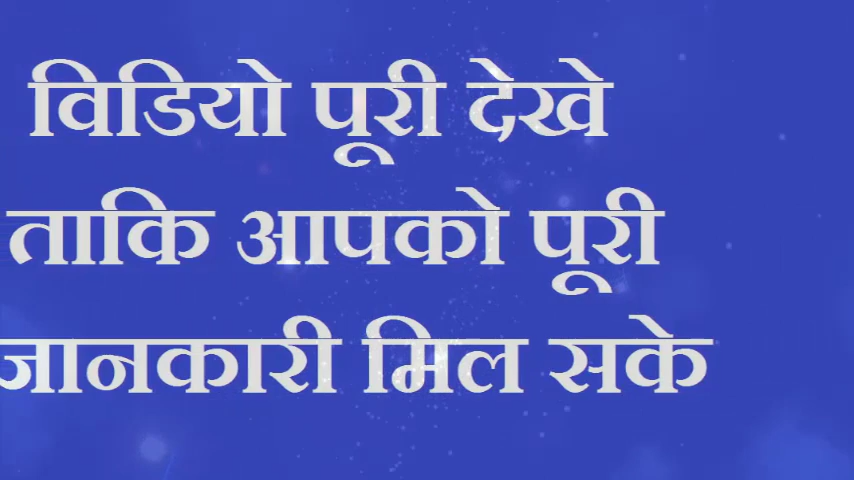 विडियो पूरी देखे
ताकि आपको पूरी
जानकारी मिल सके